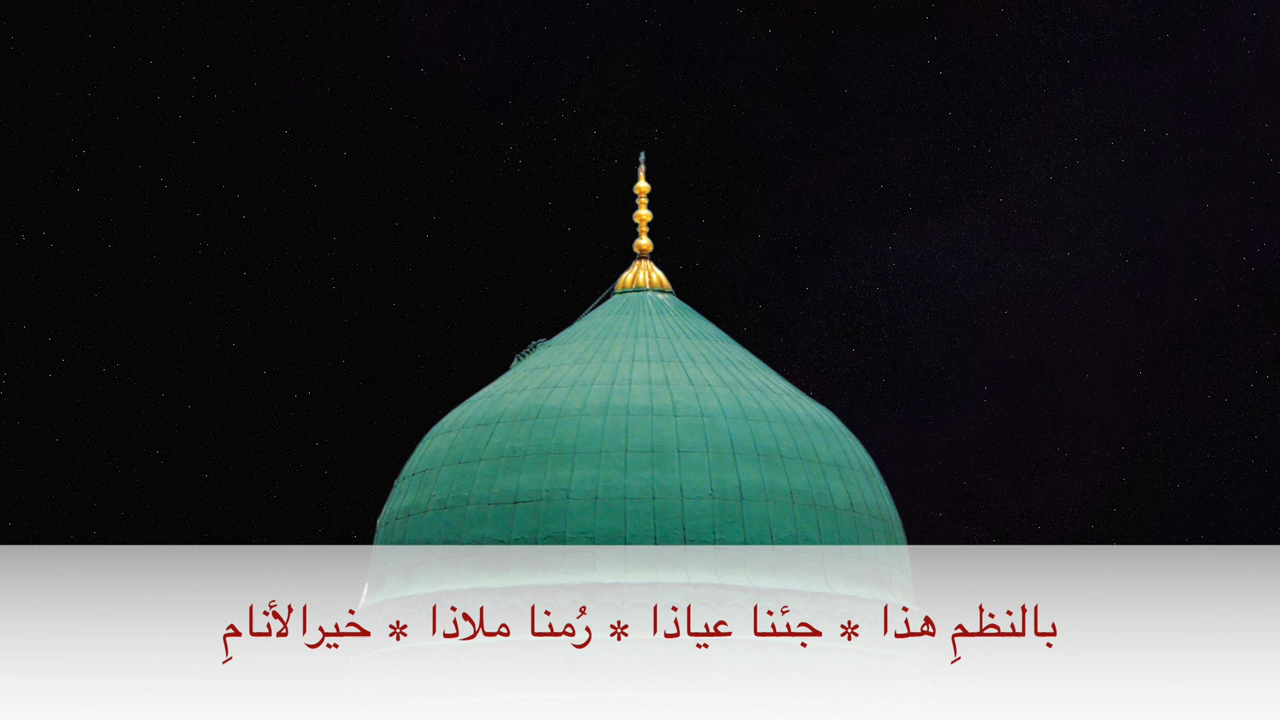 بالنظمِ هذا * جئنا عياذا * رُمنا ملاذا * خيرالأنامِ